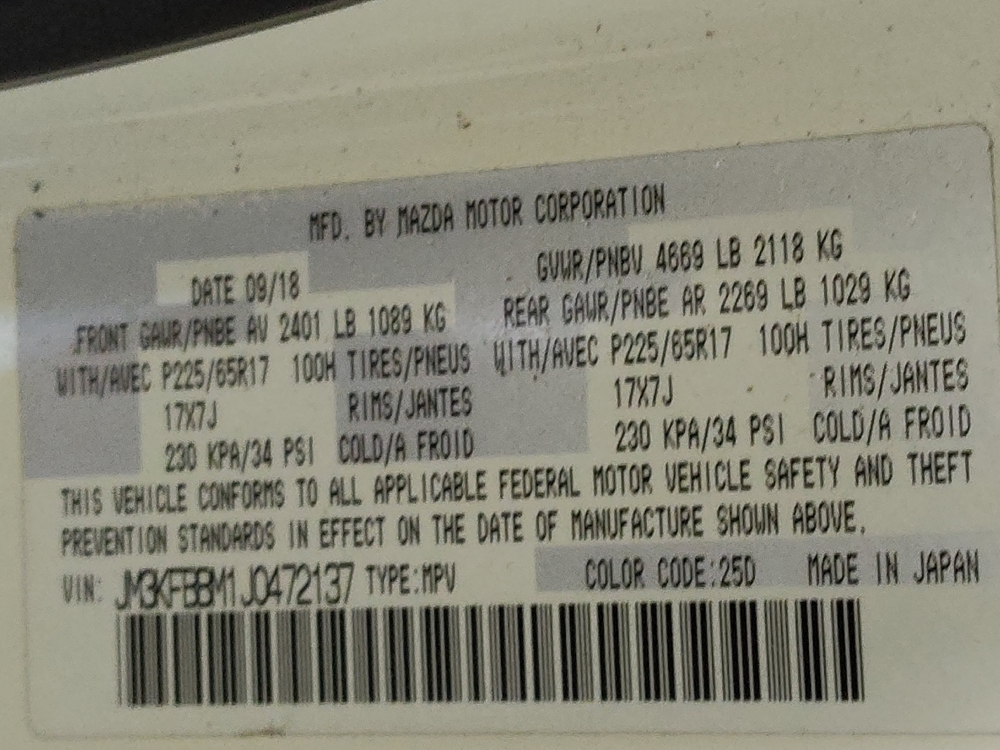 MFD. BY MAZDA MOTOR CORPORATION
DATE 09/18 GVWR/PNBV 4669 LB 2118 KG
FRONT GAWR/PNBE AV 2401 LB 1089 KG REAR GAWR/PNBE AR 2269 LB 1029 KG
WITH/AVEC P225/65R17 100H TIRES/PNEUS WITH/AVEC P225/65R17 100H TIRES/PNEUS
17X7J RIMS/JANTES 17X7J RIMS/JANTES
230 KPA/34 PSI COLD/A FROID 230 KPA/34 PSI COLD/A FROID
THIS VEHICLE CONFORMS TO ALL APPLICABLE FEDERAL MOTOR VEHICLE SAFETY AND THEFT
PREVENTION STANDARDS IN EFFECT ON THE DATE OF MANUFACTURE SHOWN ABOVE.
VIN: JM3KFBBM1J0472137 TYPE:MPV COLOR CODE:25D MADE IN JAPAN